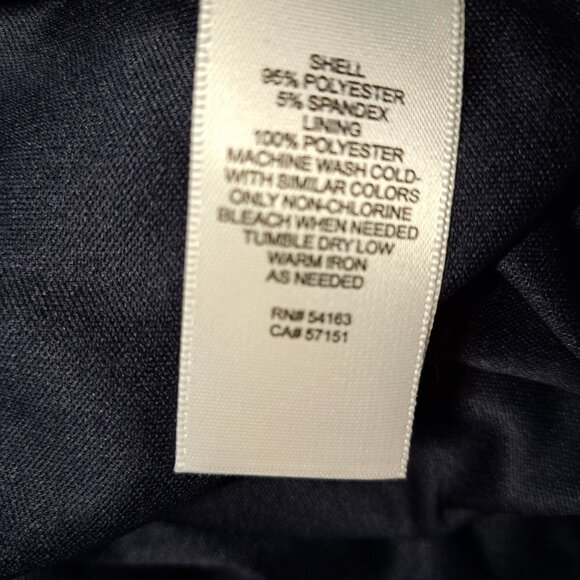 SHELL
95% POLYESTER
5% SPANDEX
LINING
100% POLYESTER
MACHINE WASH COLD-
WITH SIMILAR COLORS
ONLY NON-CHLORINE
BLEACH WHEN NEEDED
TUMBLE DRY LOW
WARM IRON
AS NEEDED
RN# 54163
CA# 57151